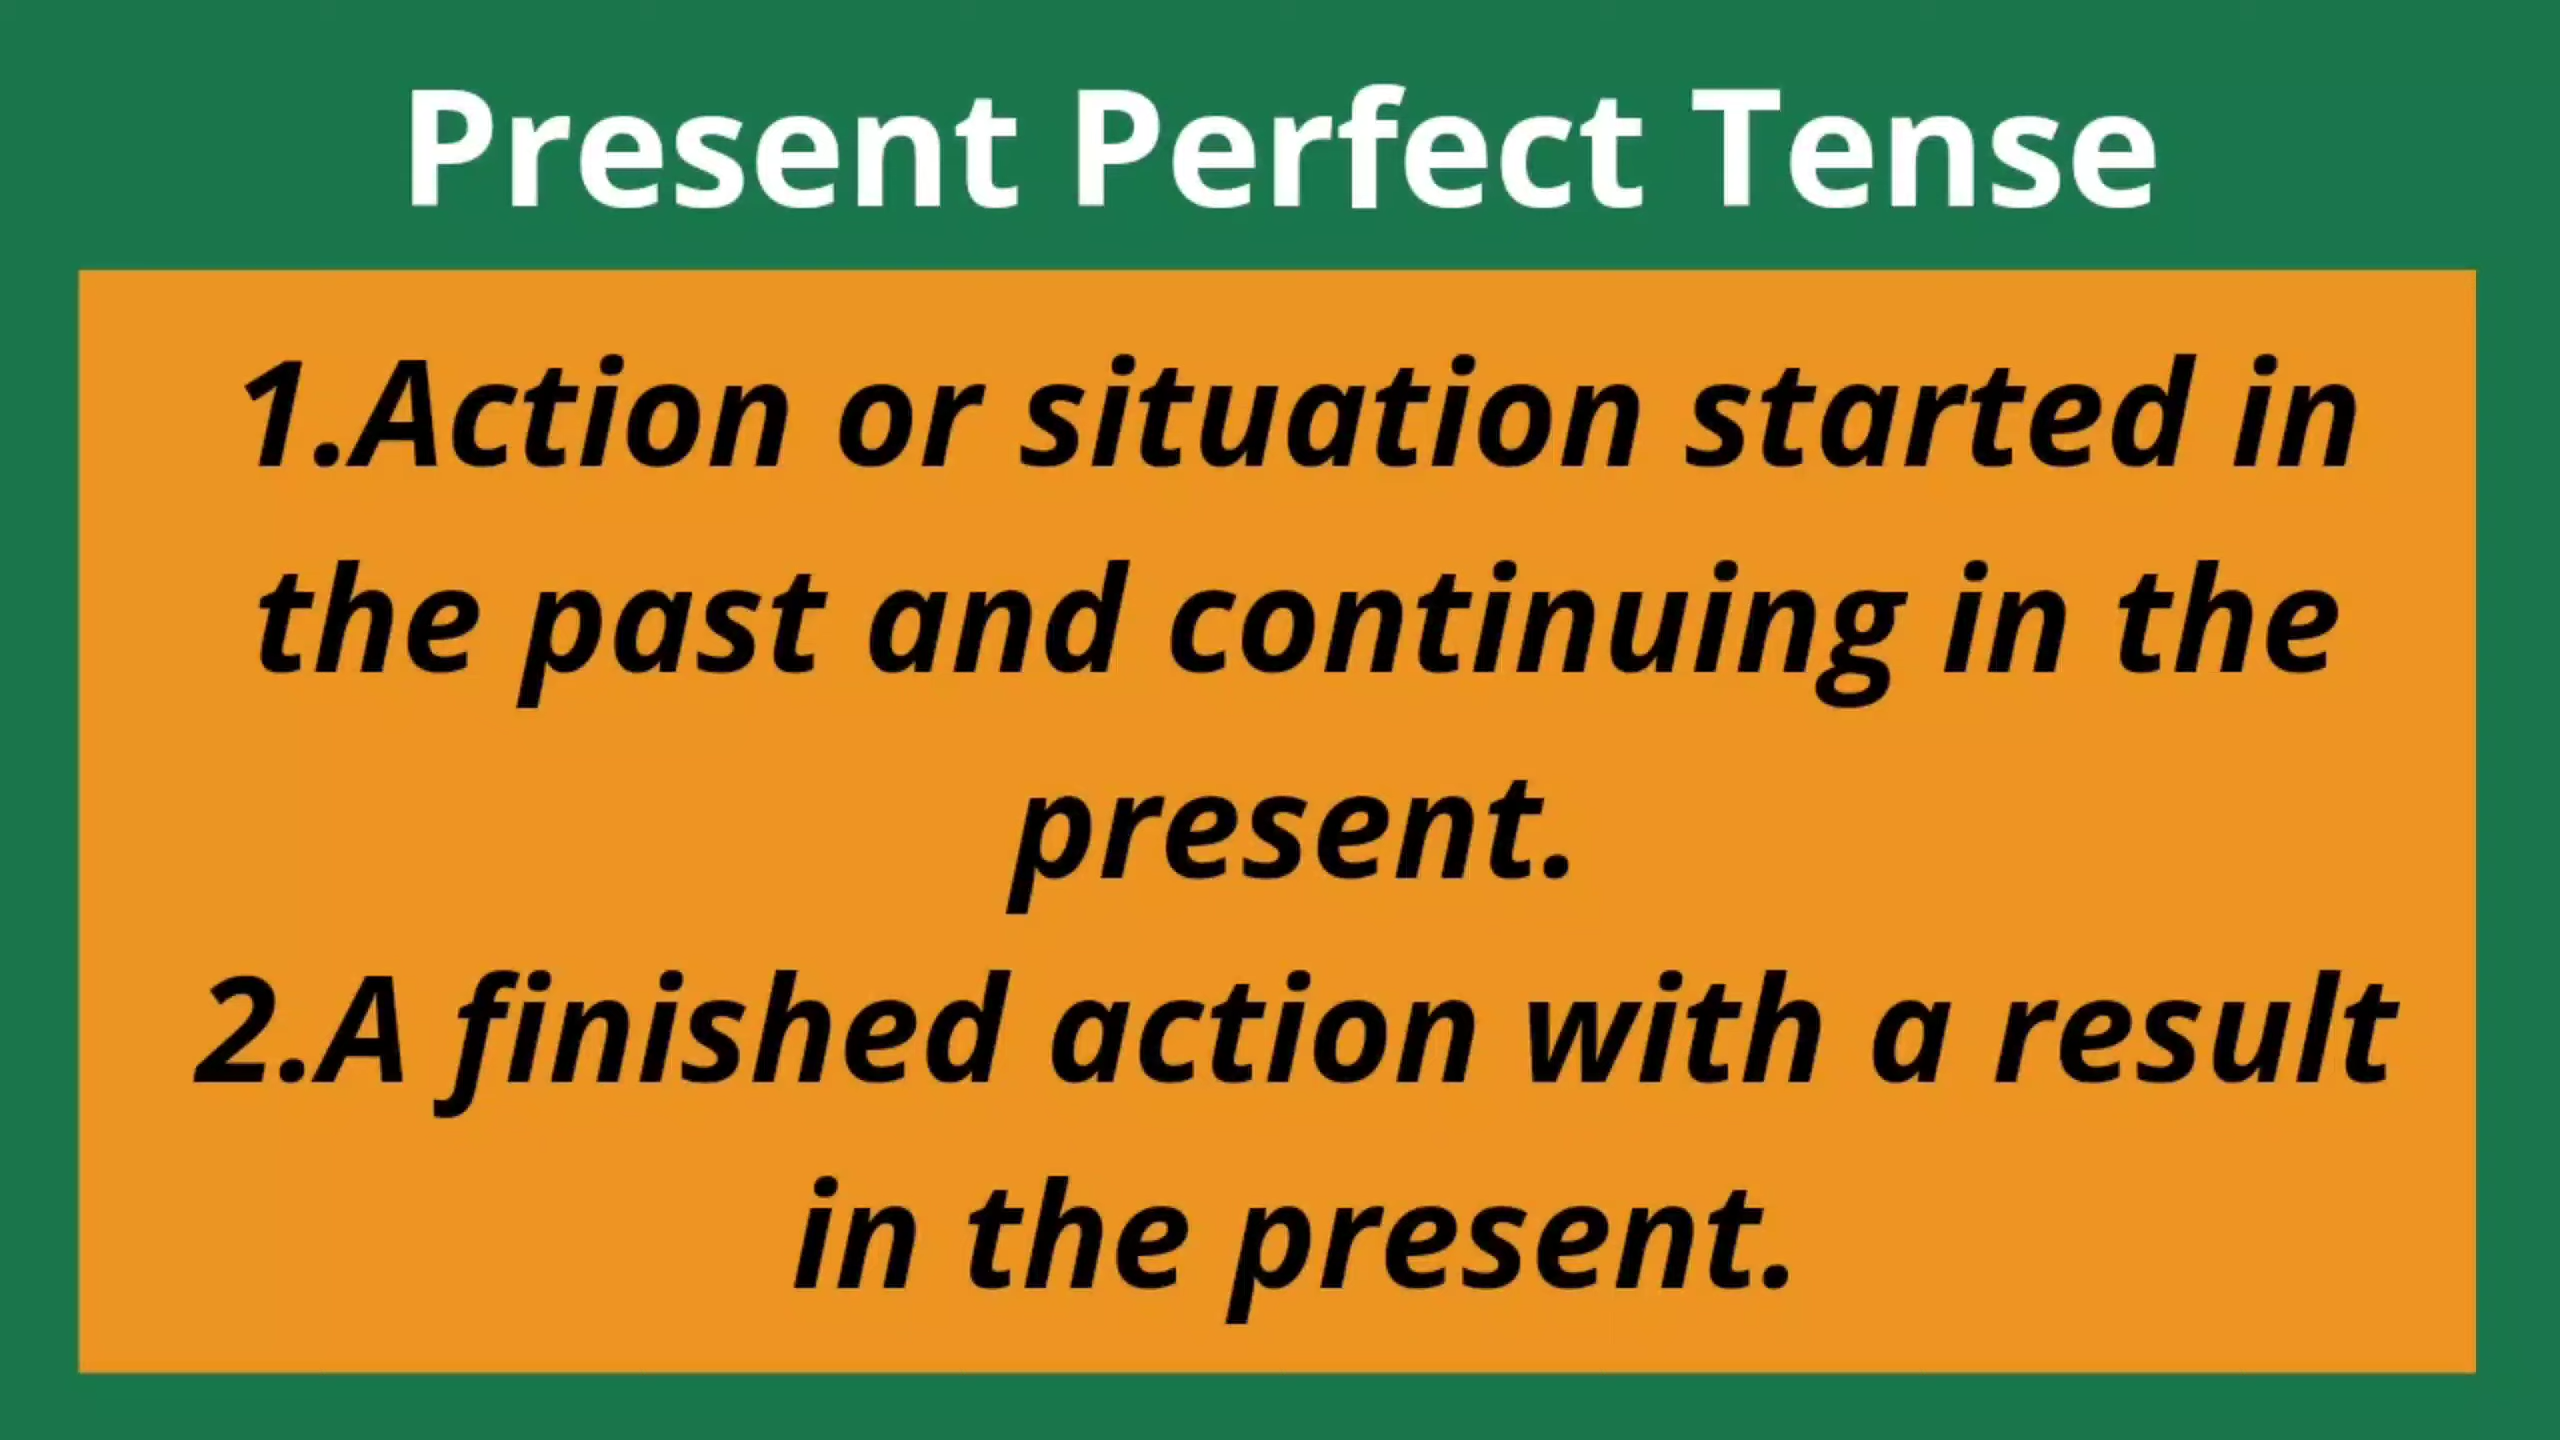 Present Perfect Tense
1.Action or situation started in
the past and continuing in the
present.
2.A finished action with a result
in the present.